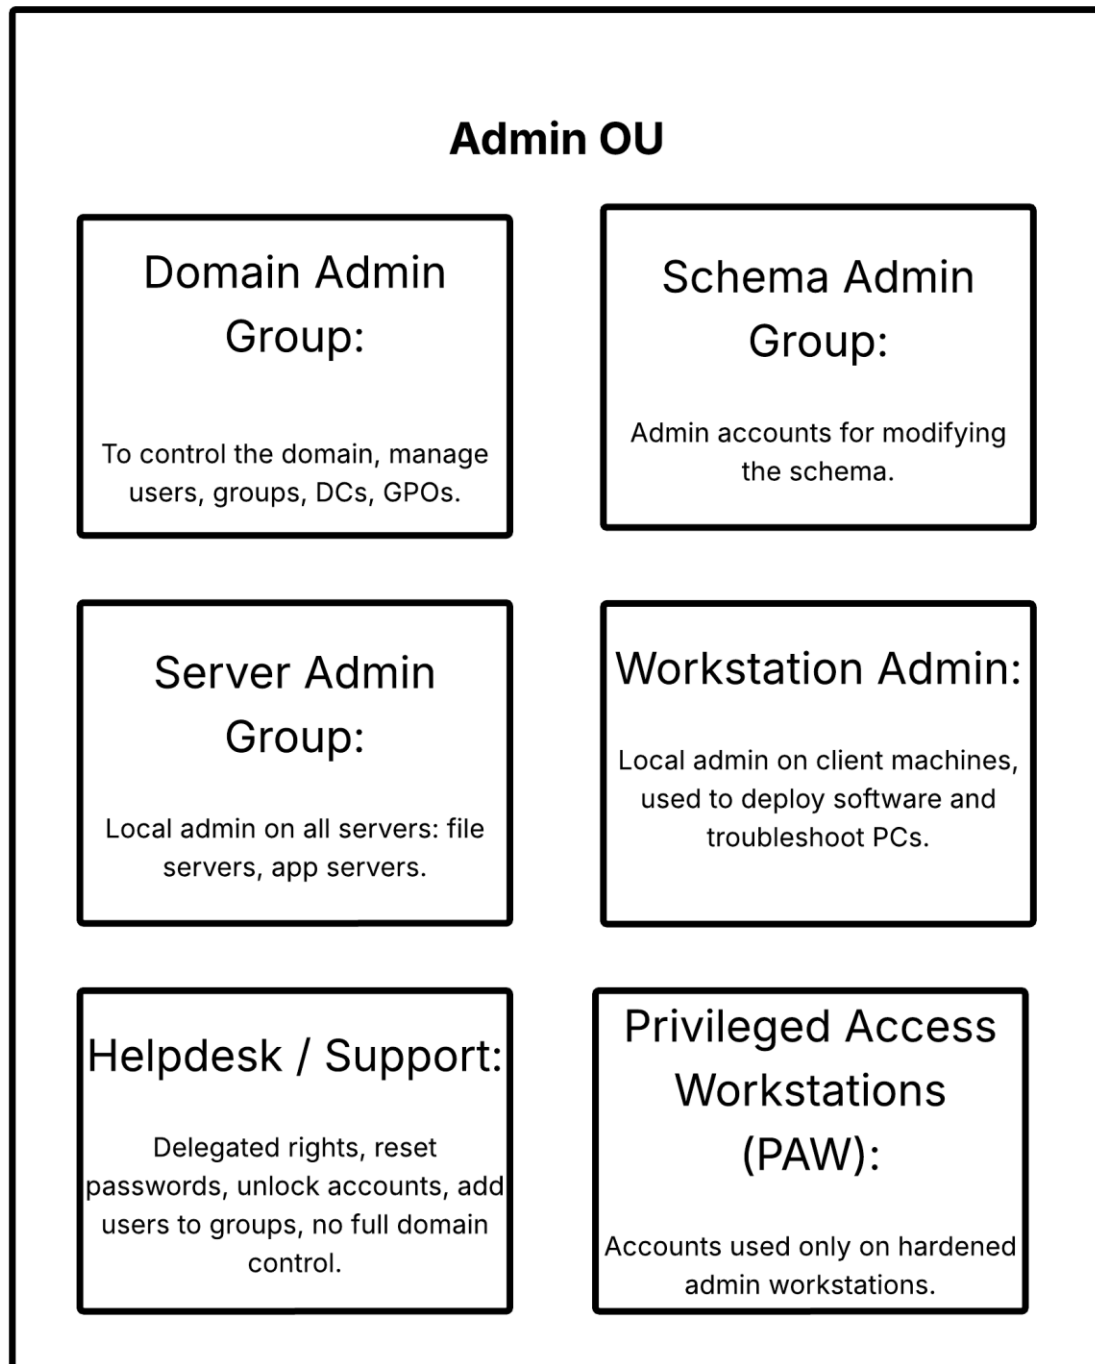 Admin OU
Domain Admin
Group:
To control the domain, manage
users, groups, DCs, GPOs.
Schema Admin
Group:
Admin accounts for modifying
the schema.
Server Admin
Group:
Local admin on all servers: file
servers, app servers.
Workstation Admin:
Local admin on client machines,
used to deploy software and
troubleshoot PCs.
Helpdesk / Support:
Delegated rights, reset
passwords, unlock accounts, add
users to groups, no full domain
control.
Privileged Access
Workstations
(PAW):
Accounts used only on hardened
admin workstations.